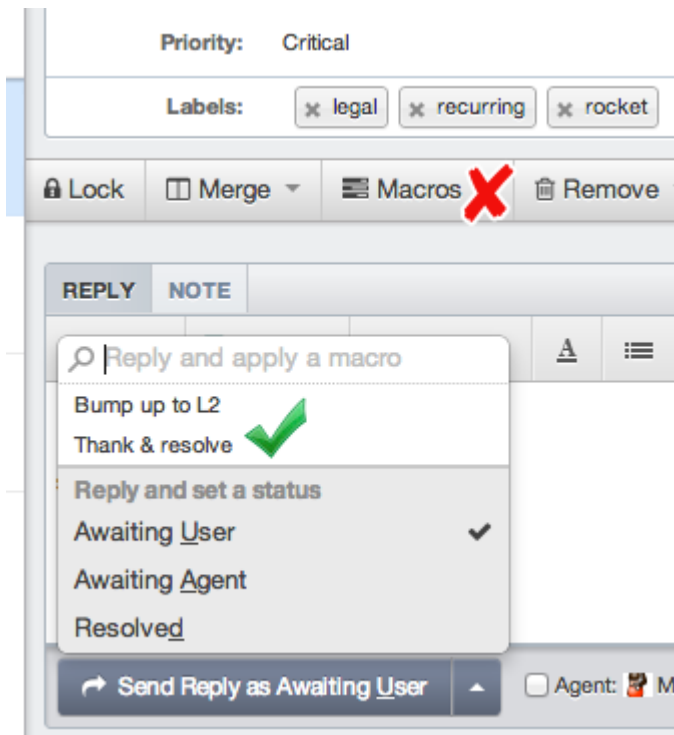 Priority: Critical
Labels: legal recurring rocket
Lock Merge Macros Remove
REPLY NOTE
Reply and apply a macro
A
Bump up to L2
Thank & resolve
Reply and set a status
Awaiting User
Awaiting Agent
Resolved
Send Reply as Awaiting User Agent: M